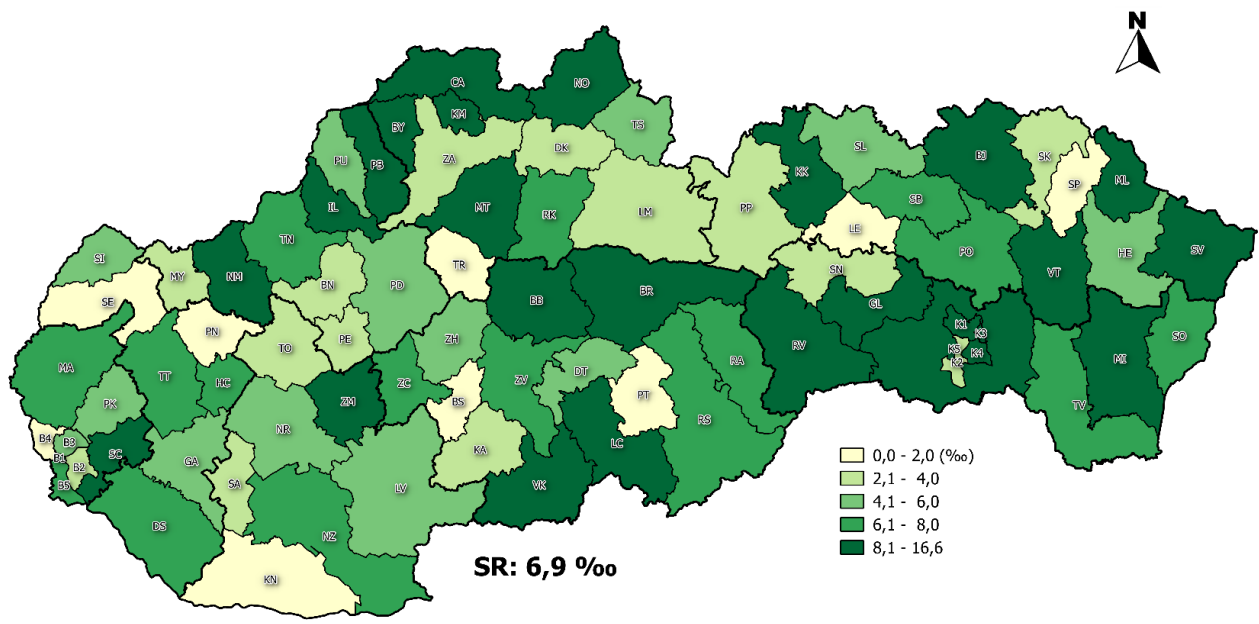 N
CA
NO
KM
BY
TS
PU
PB
ZA
DK
SL
BJ
SK
KK
ML
SP
SB
IL
MT
RK
LM
PP
LE
TN
PO
HE
SV
SI
MY
NM
TR
VT
SE
BN
PD
BB
BR
SN
GL
PN
TO
PE
ZH
K1
K3
SO
MA
TT
HC
ZC
ZV
DT
RA
RV
K5
K4
K2
MI
PK
ZM
BS
PT
TV
B4
B3
SC
NR
KA
LC
RS
B1
B2
GA
B5
SA
LV
VK
DS
NZ
KN
0,0 - 2,0 (‰)
2,1 - 4,0
4,1 - 6,0
6,1 - 8,0
8,1 - 16,6
SR: 6,9 ‰